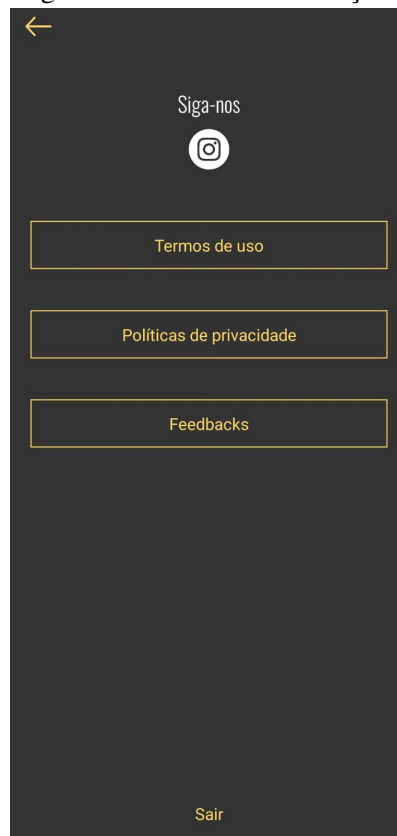 Siga-nos
Termos de uso
Políticas de privacidade
Feedbacks
Sair